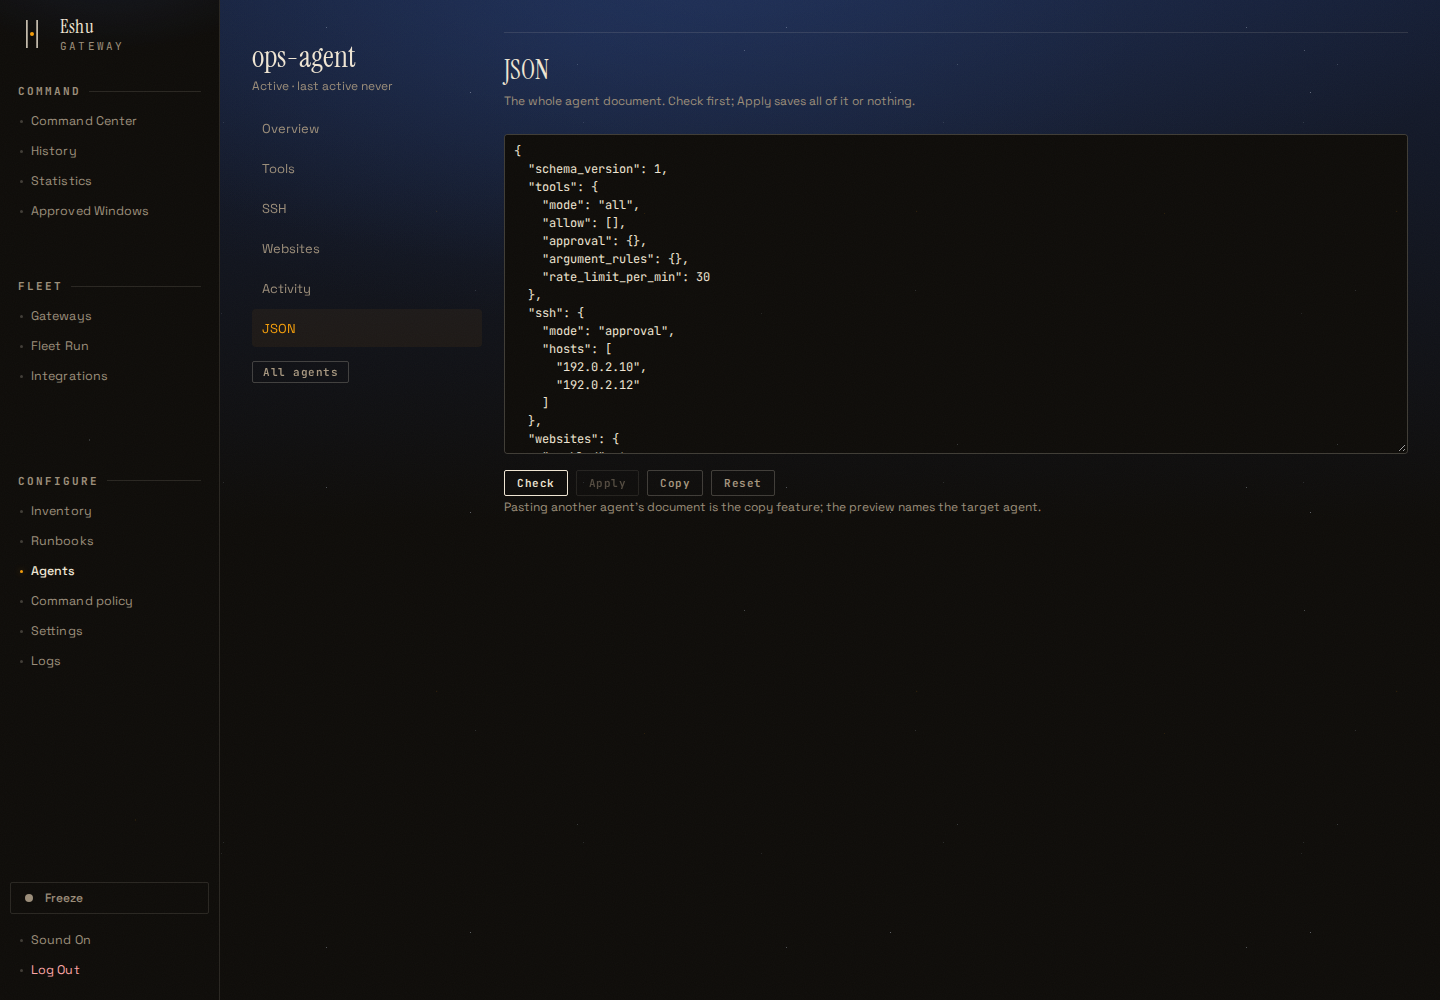 Eshu
GATEWAY
COMMAND
Command Center
History
Statistics
Approved Windows
FLEET
Gateways
Fleet Run
Integrations
CONFIGURE
Inventory
Runbooks
Agents
Command policy
Settings
Logs
Freeze
Sound On
Log Out
ops-agent
Active · last active never
Overview
Tools
SSH
Websites
Activity
JSON
All agents
JSON
The whole agent document. Check first; Apply saves all of it or nothing.
{
  "schema_version": 1,
  "tools": {
    "mode": "all",
    "allow": [],
    "approval": {},
    "argument_rules": {},
    "rate_limit_per_min": 30
  },
  "ssh": {
    "mode": "approval",
    "hosts": [
      "192.0.2.10",
      "192.0.2.12"
    ]
  },
  "websites": {
Check
Apply
Copy
Reset
Pasting another agent's document is the copy feature; the preview names the target agent.